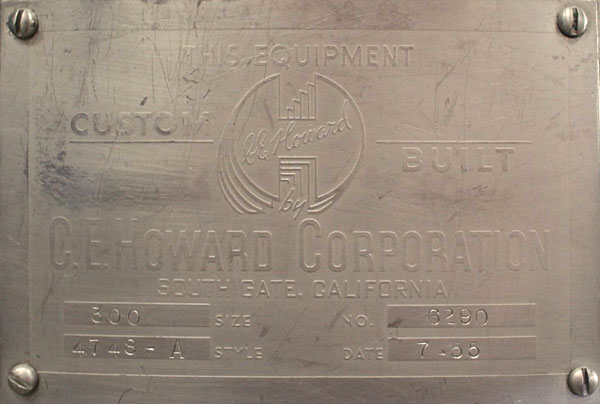 THIS EQUIPMENT
CUSTOM BUILT
C.E. Howard
by
C.E. HOWARD CORPORATION
SOUTH GATE, CALIFORNIA.
300 SIZE NO. 6290
4748-A STYLE DATE 7-55